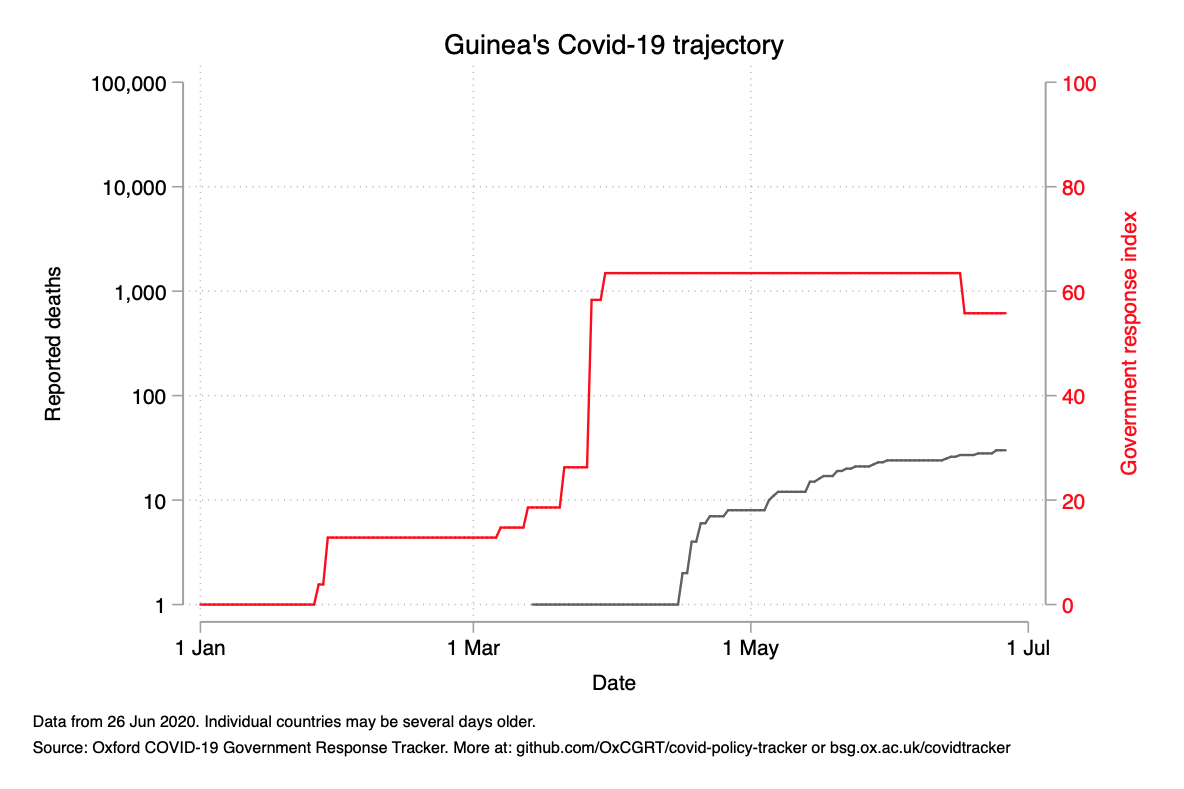 Guinea's Covid-19 trajectory
100,000
10,000
1,000
100
10
1
Reported deaths
100
80
60
40
20
0
Government response index
1 Jan
1 Mar
1 May
1 Jul
Date
Data from 26 Jun 2020. Individual countries may be several days older.
Source: Oxford COVID-19 Government Response Tracker. More at: github.com/OxCGRT/covid-policy-tracker or bsg.ox.ac.uk/covidtracker